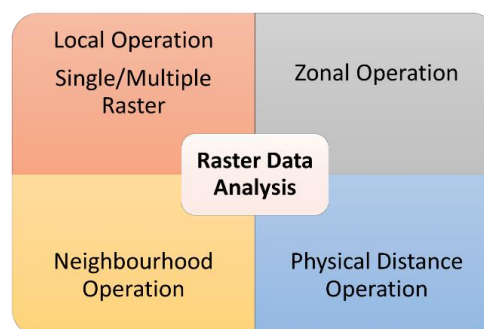 Local Operation
Single/Multiple
Raster
Zonal Operation
Raster Data
Analysis
Neighbourhood
Operation
Physical Distance
Operation